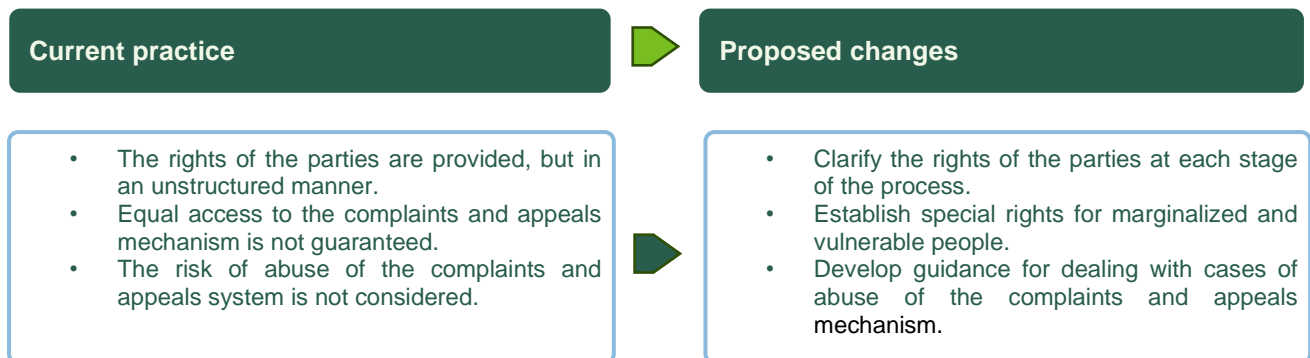 Current practice
Proposed changes
• The rights of the parties are provided, but in
an unstructured manner.
• Equal access to the complaints and appeals
mechanism is not guaranteed.
• The risk of abuse of the complaints and
appeals system is not considered.
• Clarify the rights of the parties at each stage
of the process.
• Establish special rights for marginalized and
vulnerable people.
• Develop guidance for dealing with cases of
abuse of the complaints and appeals
mechanism.